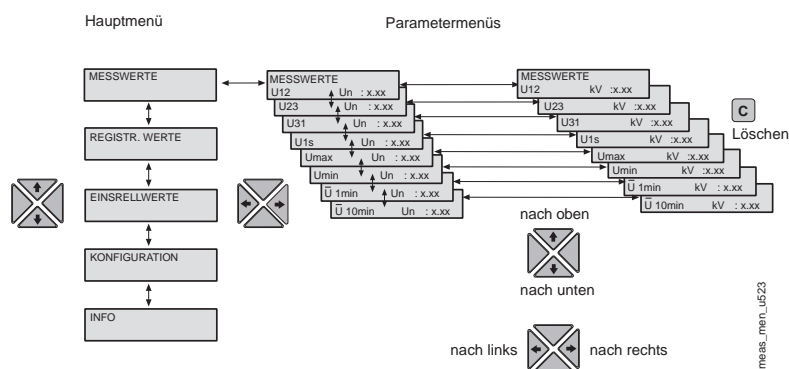 Hauptmenü
Parametermenüs
MESSWERTE
REGISTR. WERTE
EINSRELLWERTE
KONFIGURATION
INFO
MESSWERTE
U12 Un : x.xx
U23 Un : x.xx
U31 Un : x.xx
U1s Un : x.xx
Umax Un : x.xx
Umin Un : x.xx
Ū 1min Un : x.xx
Ū 10min Un : x.xx
MESSWERTE
U12 kV :x.xx
U23 kV :x.xx
U31 kV :x.xx
U1s kV :x.xx
Umax kV :x.xx
Umin kV :x.xx
Ū 1min kV : x.xx
Ū 10min kV : x.xx
C
Löschen
nach oben
nach unten
nach links
nach rechts
meas_men_u523